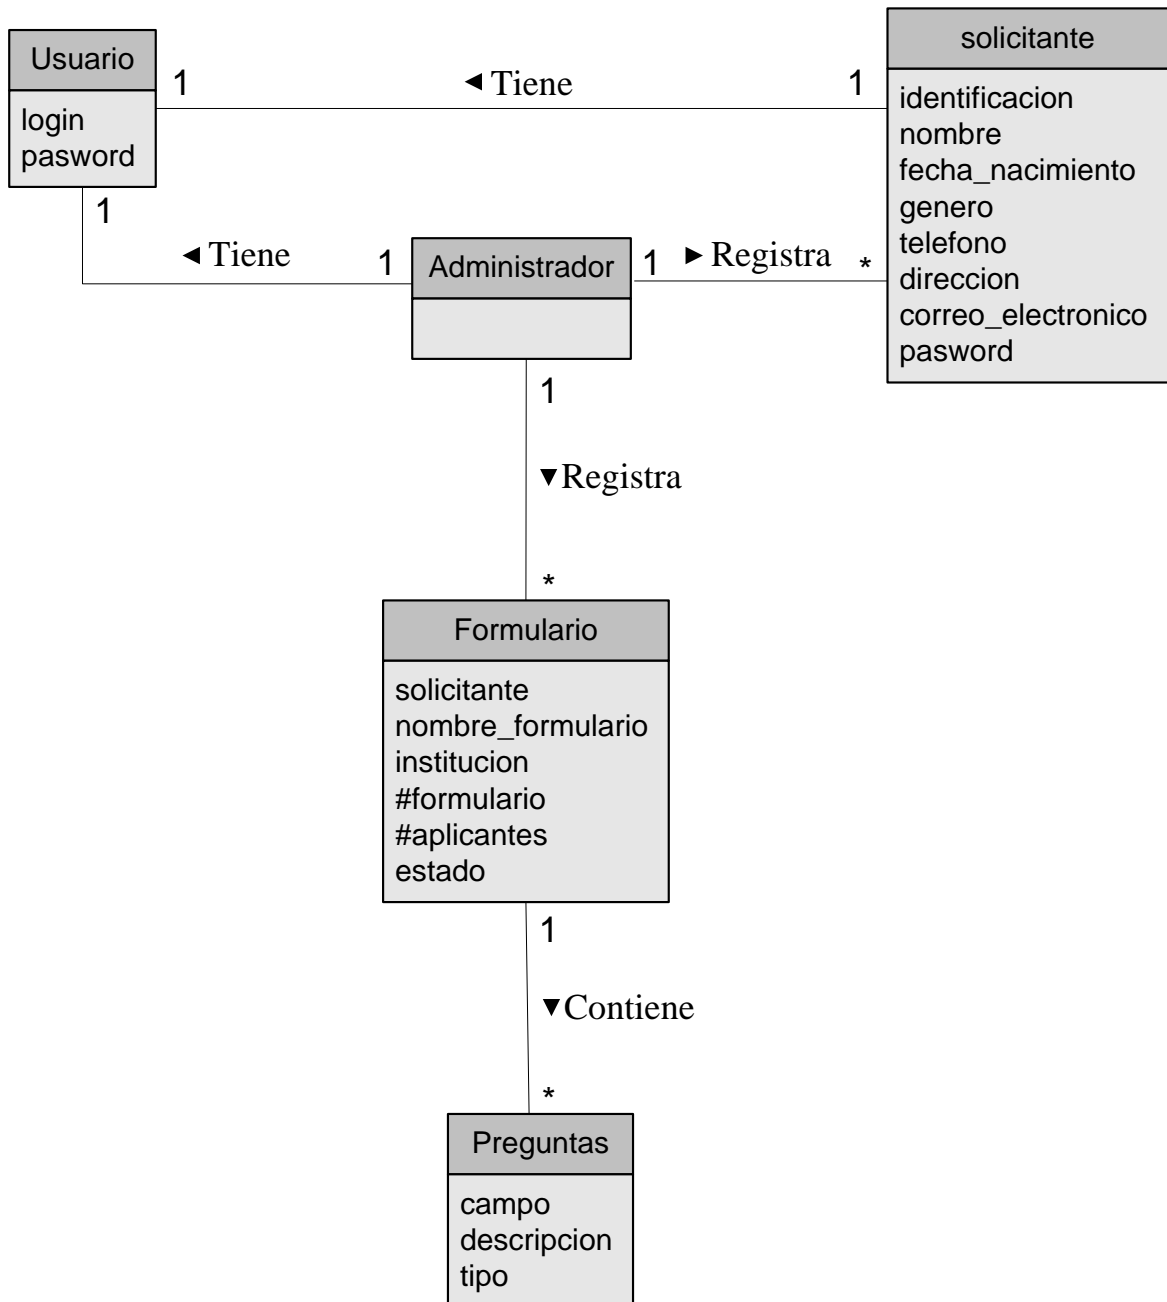 Usuario
login
pasword
1
◄ Tiene
1
solicitante
identificacion
nombre
fecha_nacimiento
genero
telefono
direccion
correo_electronico
pasword
1
◄ Tiene
1
Administrador
1
► Registra
*
1
▼Registra
*
Formulario
solicitante
nombre_formulario
institucion
#formulario
#aplicantes
estado
1
▼Contiene
*
Preguntas
campo
descripcion
tipo